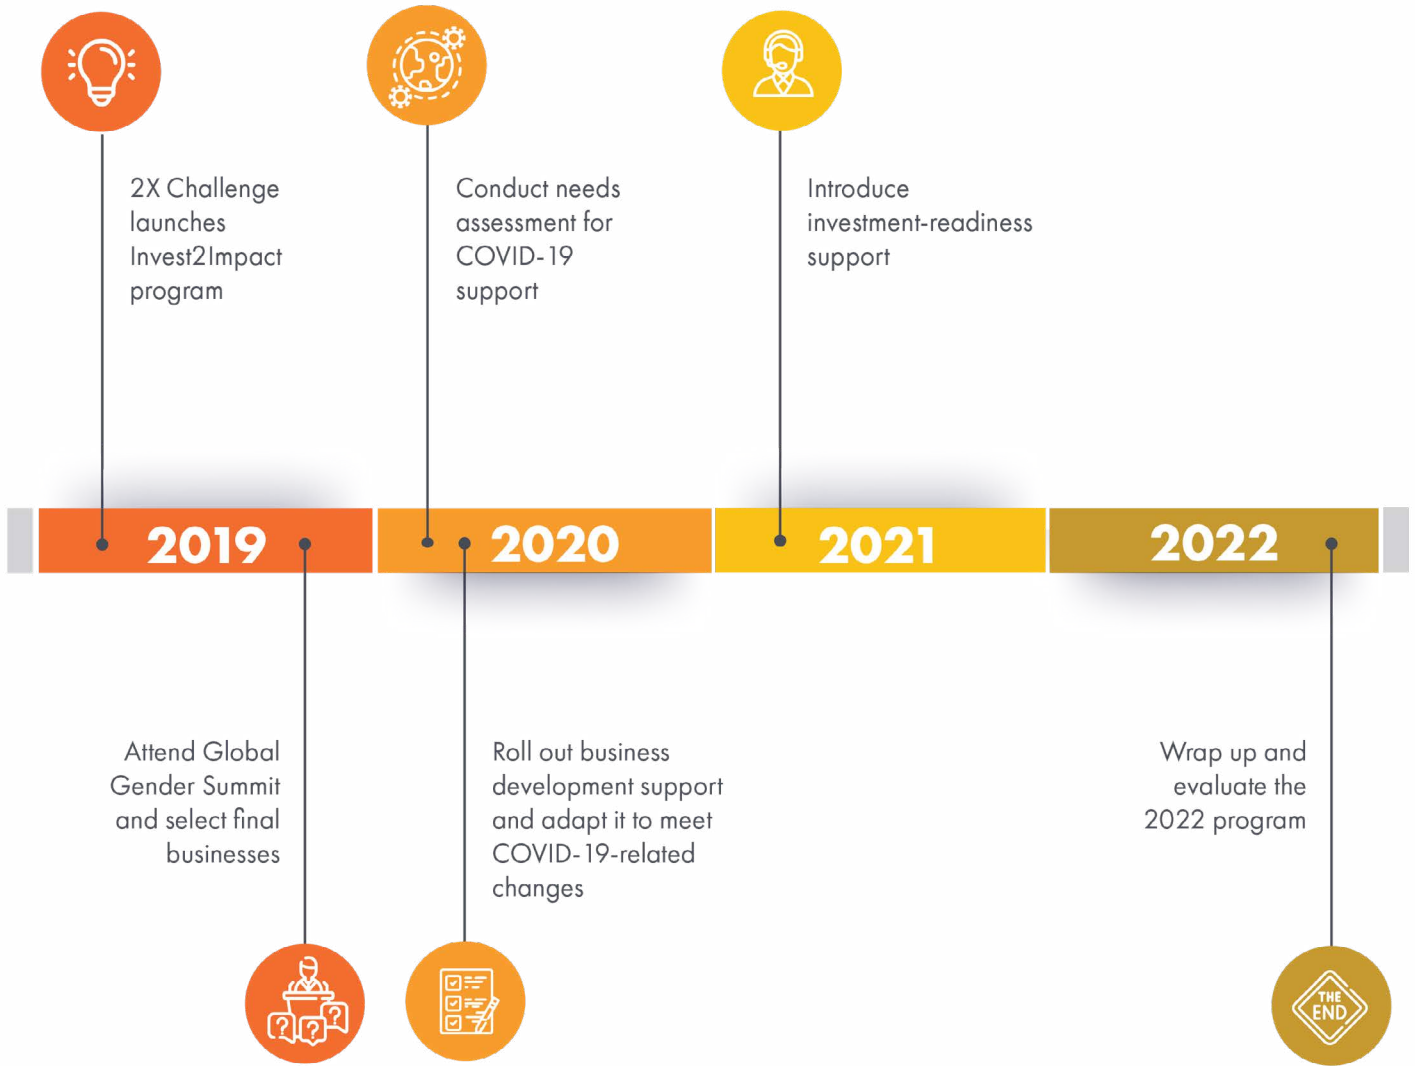 2X Challenge
launches
Invest2Impact
program
Conduct needs
assessment for
COVID-19
support
Introduce
investment-readiness
support
2019
2020
2021
2022
Attend Global
Gender Summit
and select final
businesses
Roll out business
development support
and adapt it to meet
COVID-19-related
changes
Wrap up and
evaluate the
2022 program
? ? ?
THE
END